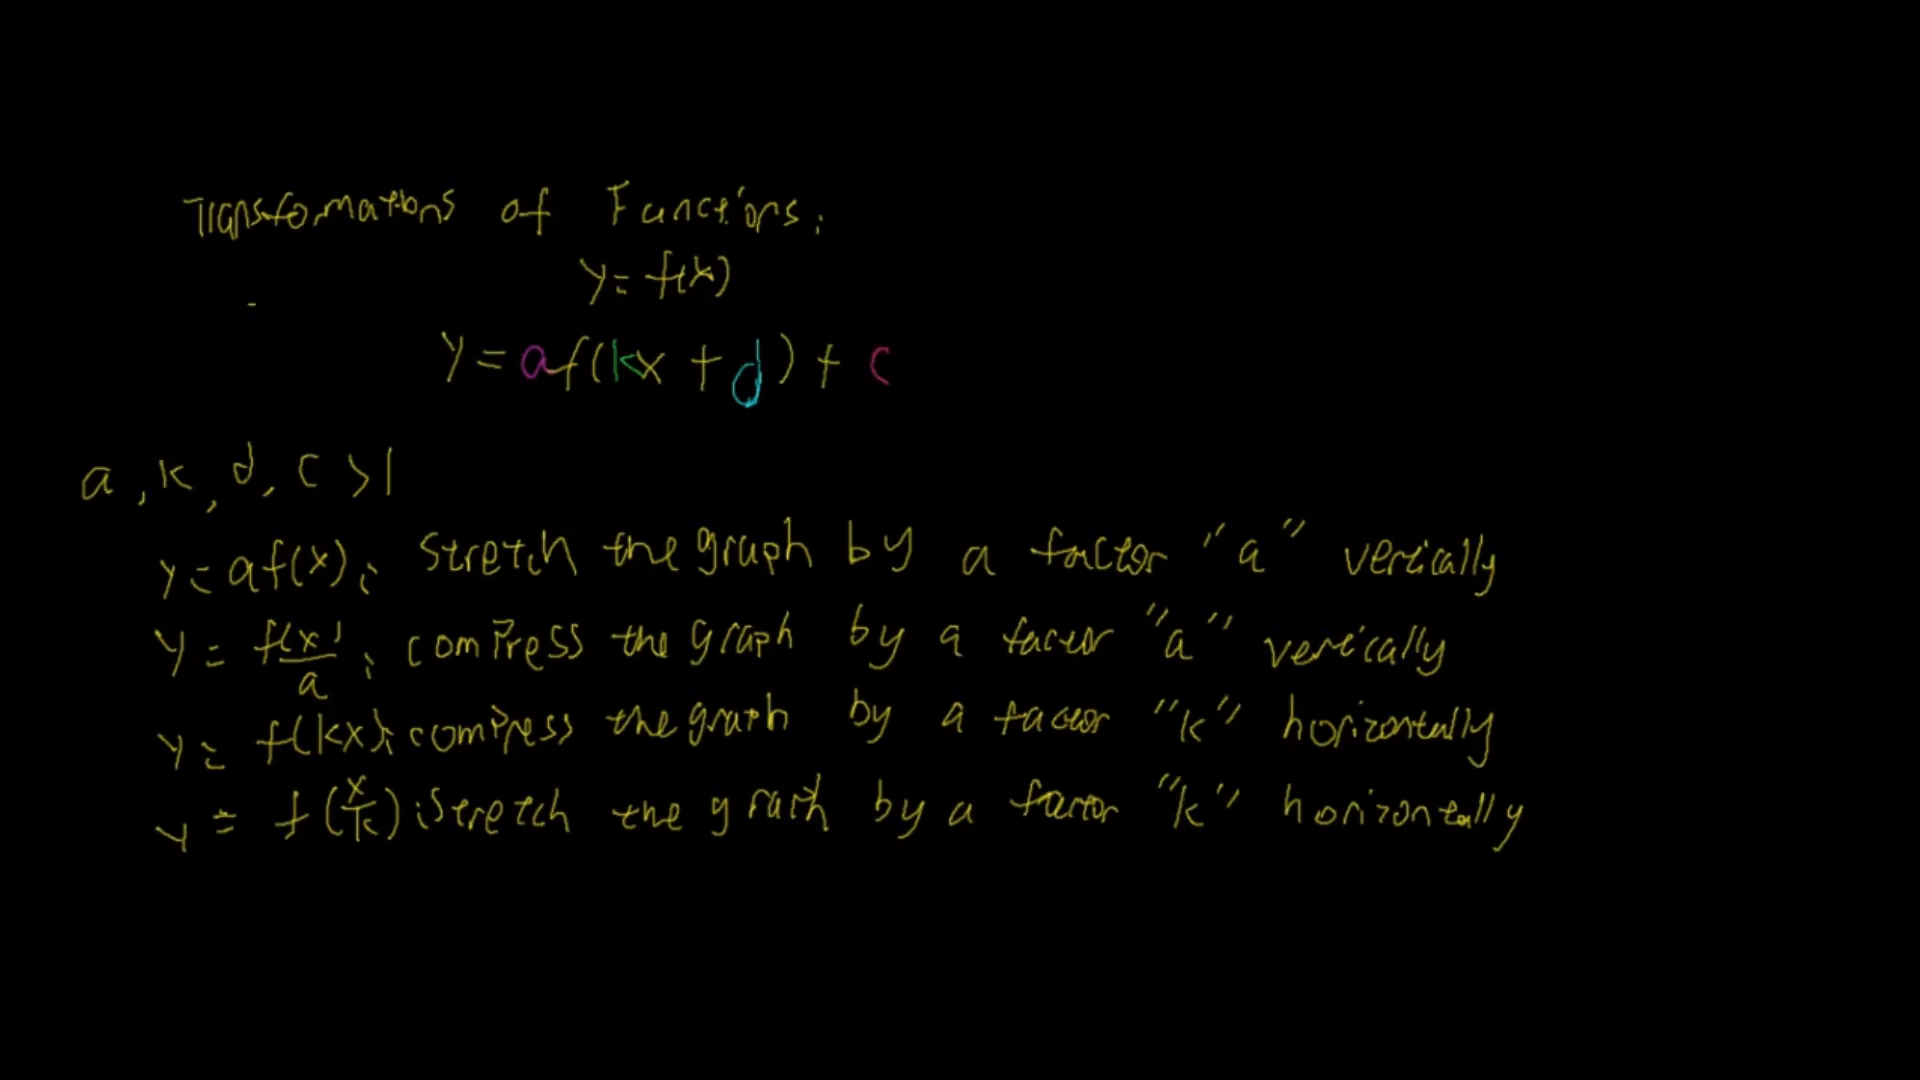 Transformations of Functions:
y = f(x)
y = af(kx + d) + c
a, k, d, c > 1
y = af(x): stretch the graph by a factor "a" vertically
y = f(x)/a : compress the graph by a factor "a" vertically
y = f(kx): compress the graph by a factor "k" horizontally
y = f(x/k): stretch the graph by a factor "k" horizontally